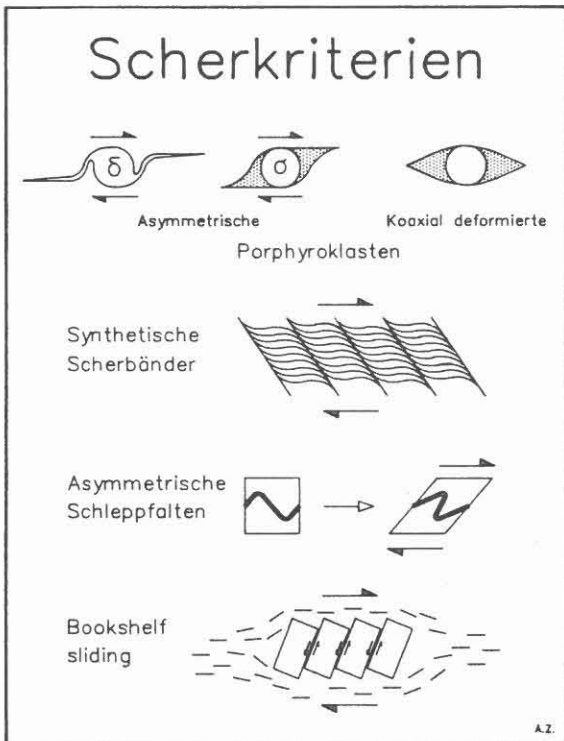 Scherkriterien
δ σ
Asymmetrische Koaxial deformierte
Porphyroklasten
Synthetische
Scherbänder
Asymmetrische
Schleppfalten
Bookshelf
sliding
A.Z.